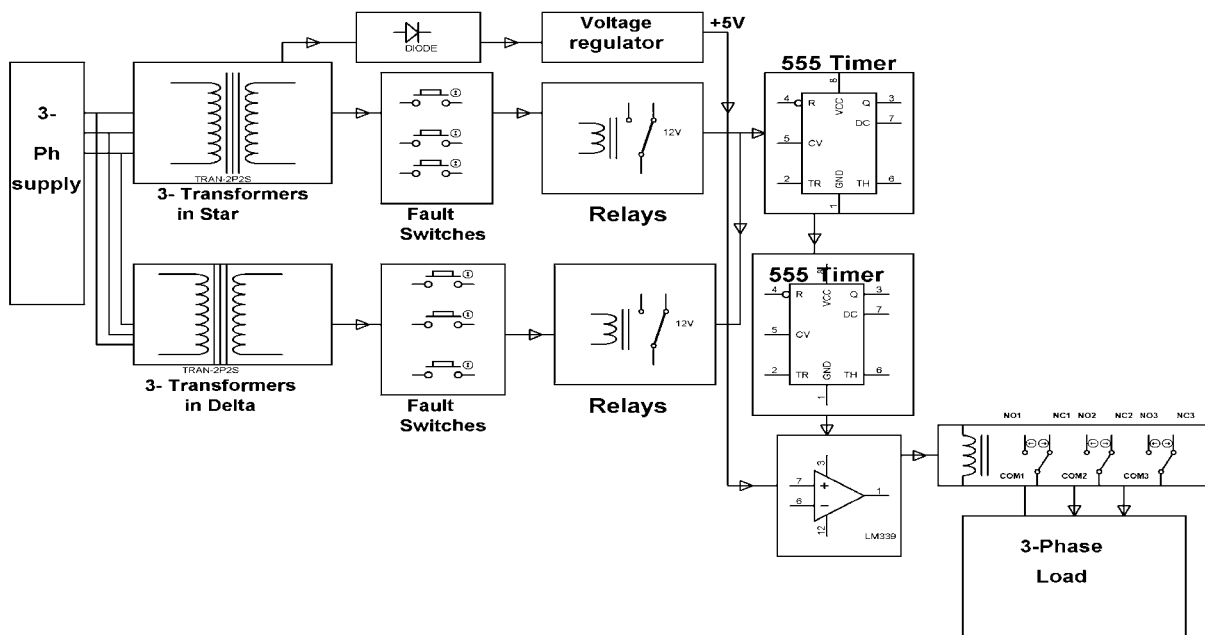 3-
Ph
supply
TRAN-2P2S
3- Transformers
in Star
DIODE
Voltage
regulator
+5V
Fault
Switches
12V
Relays
555 Timer
4
R
8
VCC
Q
3
DC
7
5
CV
2
TR
GND
1
TH
6
TRAN-2P2S
3- Transformers
in Delta
Fault
Switches
12V
Relays
555 Timer
4
R
8
VCC
Q
3
DC
7
5
CV
2
TR
GND
1
TH
6
3
7
+
6
−
1
12
LM339
NO1
NC1
NO2
NC2
NO3
NC3
COM1
COM2
COM3
3-Phase
Load